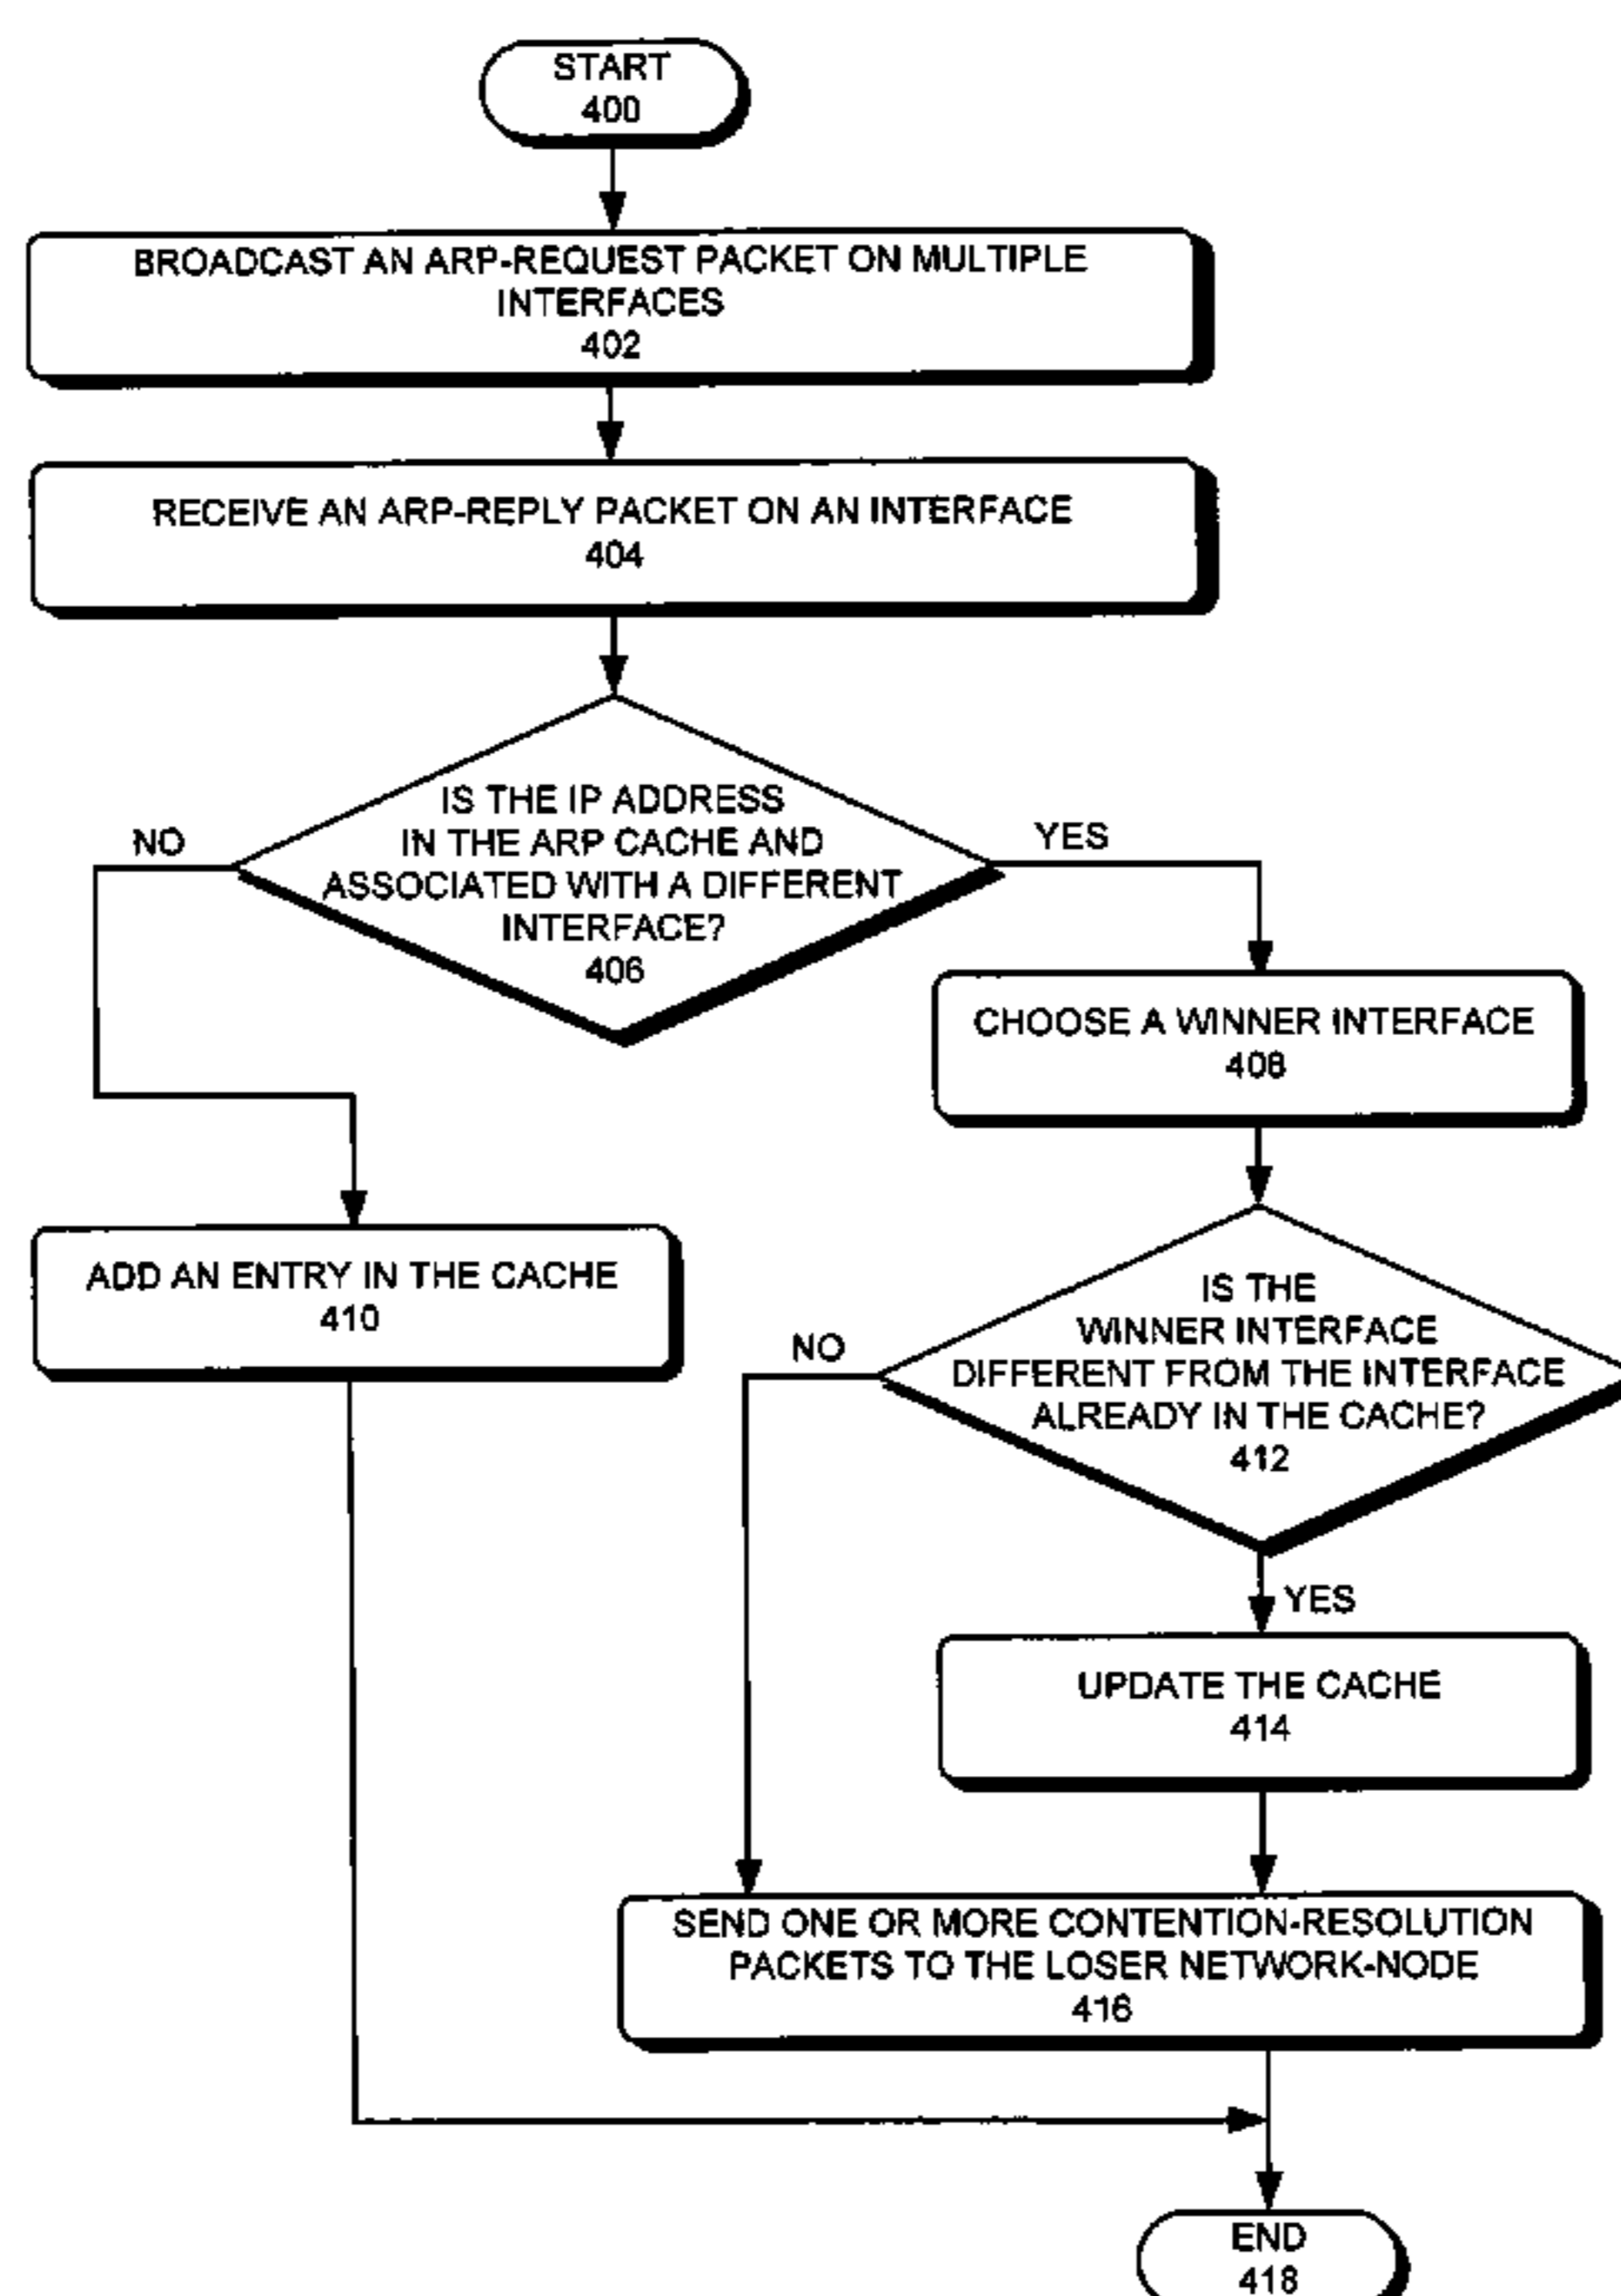 START
400
BROADCAST AN ARP-REQUEST PACKET ON MULTIPLE
INTERFACES
402
RECEIVE AN ARP-REPLY PACKET ON AN INTERFACE
404
IS THE IP ADDRESS
IN THE ARP CACHE AND
ASSOCIATED WITH A DIFFERENT
INTERFACE?
406
NO
YES
CHOOSE A WINNER INTERFACE
408
ADD AN ENTRY IN THE CACHE
410
IS THE
WINNER INTERFACE
DIFFERENT FROM THE INTERFACE
ALREADY IN THE CACHE?
412
NO
YES
UPDATE THE CACHE
414
SEND ONE OR MORE CONTENTION-RESOLUTION
PACKETS TO THE LOSER NETWORK-NODE
416
END
418